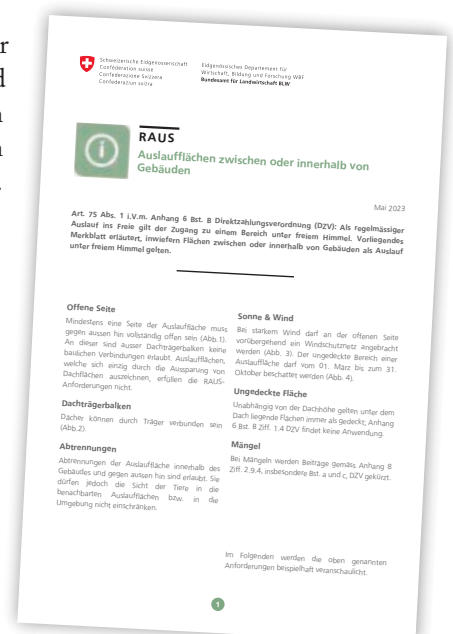 r
d
n
n
.
Schweizerische Eidgenossenschaft
Confédération suisse
Confederazione Svizzera
Confederaziun svizra
Eidgenössisches Departement für
Wirtschaft, Bildung und Forschung WBF
Bundesamt für Landwirtschaft BLW
RAUS
Auslaufflächen zwischen oder innerhalb von
Gebäuden
Mai 2023
Art. 75 Abs. 1 i.V.m. Anhang 6 Bst. B Direktzahlungsverordnung (DZV): Als regelmässiger
Auslauf ins Freie gilt der Zugang zu einem Bereich unter freiem Himmel. Vorliegendes
Merkblatt erläutert, inwiefern Flächen zwischen oder innerhalb von Gebäuden als Auslauf
unter freiem Himmel gelten.
Offene Seite
Mindestens eine Seite der Auslauffläche muss
gegen aussen hin vollständig offen sein (Abb.1).
An dieser sind ausser Dachträgerbalken keine
baulichen Verbindungen erlaubt. Auslaufflächen,
welche sich einzig durch die Aussparung von
Dachflächen auszeichnen, erfüllen die RAUS-
Anforderungen nicht.
Dachträgerbalken
Dächer können durch Träger verbunden sein
(Abb.2).
Abtrennungen
Abtrennungen der Auslauffläche innerhalb des
Gebäudes und gegen aussen hin sind erlaubt. Sie
dürfen jedoch die Sicht der Tiere in die
benachbarten Auslaufflächen bzw. in die
Umgebung nicht einschränken.
Sonne & Wind
Bei starkem Wind darf an der offenen Seite
vorübergehend ein Windschutznetz angebracht
werden (Abb. 3). Der ungedeckte Bereich einer
Auslauffläche darf vom 01. März bis zum 31.
Oktober beschattet werden (Abb. 4).
Ungedeckte Fläche
Unabhängig von der Dachhöhe gelten unter dem
Dach liegende Flächen immer als gedeckt; Anhang
6 Bst. B Ziff. 1.4 DZV findet keine Anwendung.
Mängel
Bei Mängeln werden Beiträge gemäss Anhang 8
Ziff. 2.9.4, insbesondere Bst. a und c, DZV gekürzt.
Im Folgenden werden die oben genannten
Anforderungen beispielhaft veranschaulicht.
1